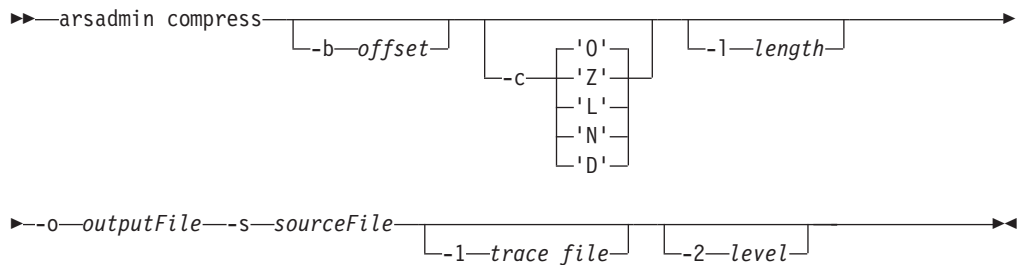 arsadmin compress
-b offset
-c
'O'
'Z'
'L'
'N'
'D'
-l length
-o outputFile -s sourceFile
-1 trace file
-2 level